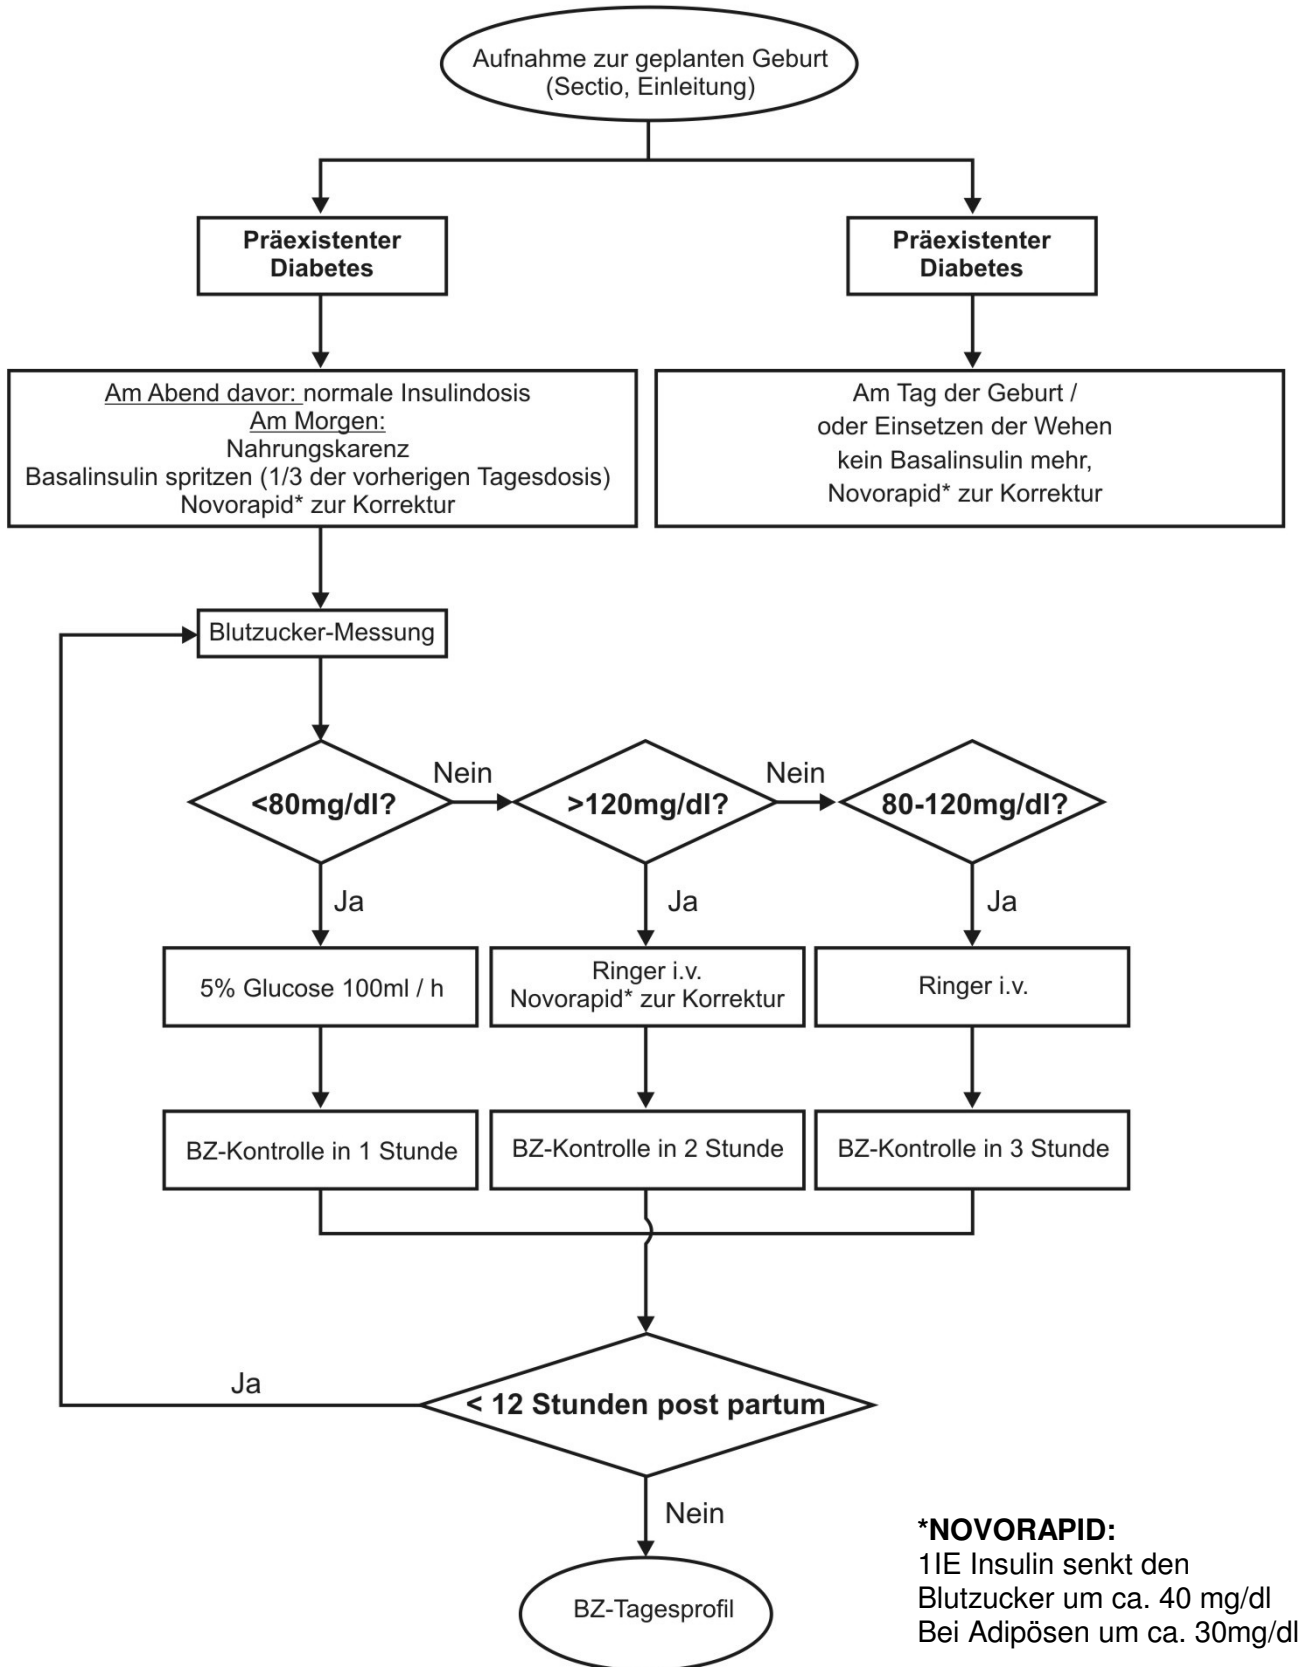 Aufnahme zur geplanten Geburt
(Sectio, Einleitung)
Präexistenter
Diabetes
Präexistenter
Diabetes
Am Abend davor: normale Insulindosis
Am Morgen:
Nahrungskarenz
Basalinsulin spritzen (1/3 der vorherigen Tagesdosis)
Novorapid* zur Korrektur
Am Tag der Geburt /
oder Einsetzen der Wehen
kein Basalinsulin mehr,
Novorapid* zur Korrektur
Blutzucker-Messung
<80mg/dl?
Nein
>120mg/dl?
Nein
80-120mg/dl?
Ja
Ja
Ja
5% Glucose 100ml / h
Ringer i.v.
Novorapid* zur Korrektur
Ringer i.v.
BZ-Kontrolle in 1 Stunde
BZ-Kontrolle in 2 Stunde
BZ-Kontrolle in 3 Stunde
Ja
< 12 Stunden post partum
Nein
BZ-Tagesprofil
*NOVORAPID:
1IE Insulin senkt den
Blutzucker um ca. 40 mg/dl
Bei Adipösen um ca. 30mg/dl